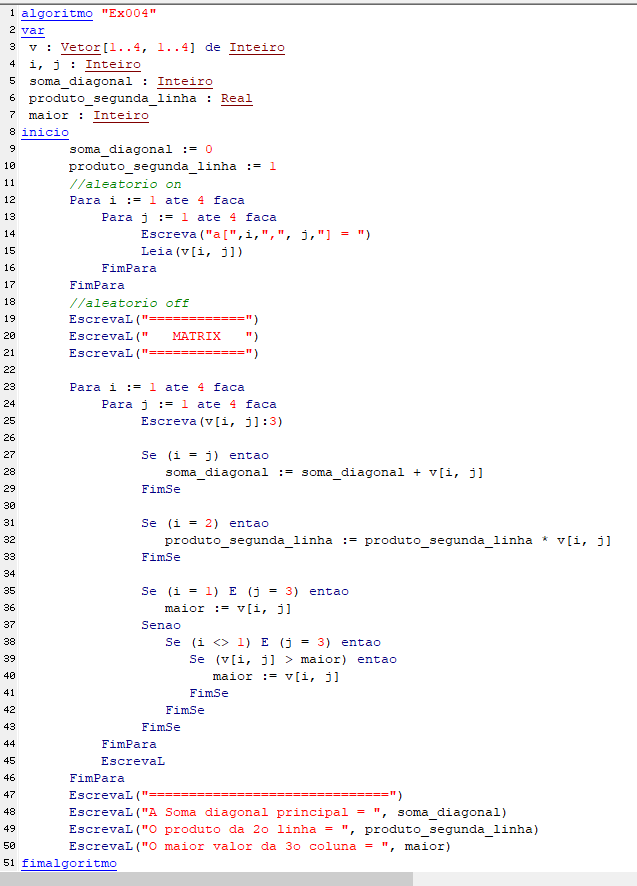 1 algoritmo "Ex004"
2 var
3 v : Vetor[1..4, 1..4] de Inteiro
4 i, j : Inteiro
5 soma_diagonal : Inteiro
6 produto_segunda_linha : Real
7 maior : Inteiro
8 inicio
9 soma_diagonal := 0
10 produto_segunda_linha := 1
11 //aleatorio on
12 Para i := 1 ate 4 faca
13 Para j := 1 ate 4 faca
14 Escreva("a[",i,",", j,"] = ")
15 Leia(v[i, j])
16 FimPara
17 FimPara
18 //aleatorio off
19 EscrevaL("============")
20 EscrevaL("   MATRIX   ")
21 EscrevaL("============")
22
23 Para i := 1 ate 4 faca
24 Para j := 1 ate 4 faca
25 Escreva(v[i, j]:3)
26
27 Se (i = j) entao
28 soma_diagonal := soma_diagonal + v[i, j]
29 FimSe
30
31 Se (i = 2) entao
32 produto_segunda_linha := produto_segunda_linha * v[i, j]
33 FimSe
34
35 Se (i = 1) E (j = 3) entao
36 maior := v[i, j]
37 Senao
38 Se (i <> 1) E (j = 3) entao
39 Se (v[i, j] > maior) entao
40 maior := v[i, j]
41 FimSe
42 FimSe
43 FimSe
44 FimPara
45 EscrevaL
46 FimPara
47 EscrevaL("==============================")
48 EscrevaL("A Soma diagonal principal = ", soma_diagonal)
49 EscrevaL("O produto da 2o linha = ", produto_segunda_linha)
50 EscrevaL("O maior valor da 3o coluna = ", maior)
51 fimalgoritmo